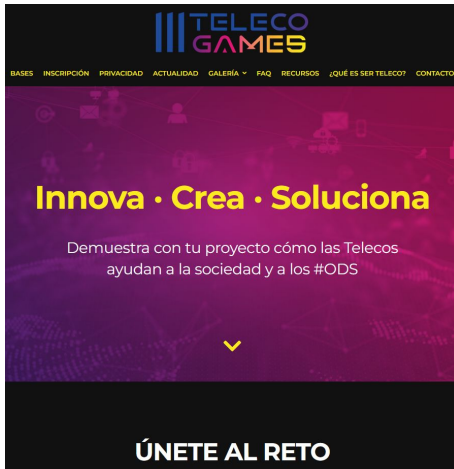 III TELECO
GAMES
BASES INSCRIPCIÓN PRIVACIDAD ACTUALIDAD GALERÍA FAQ RECURSOS ¿QUÉ ES SER TELECO? CONTACTO
Innova · Crea · Soluciona
Demuestra con tu proyecto cómo las Telecos
ayudan a la sociedad y a los #ODS
ÚNETE AL RETO